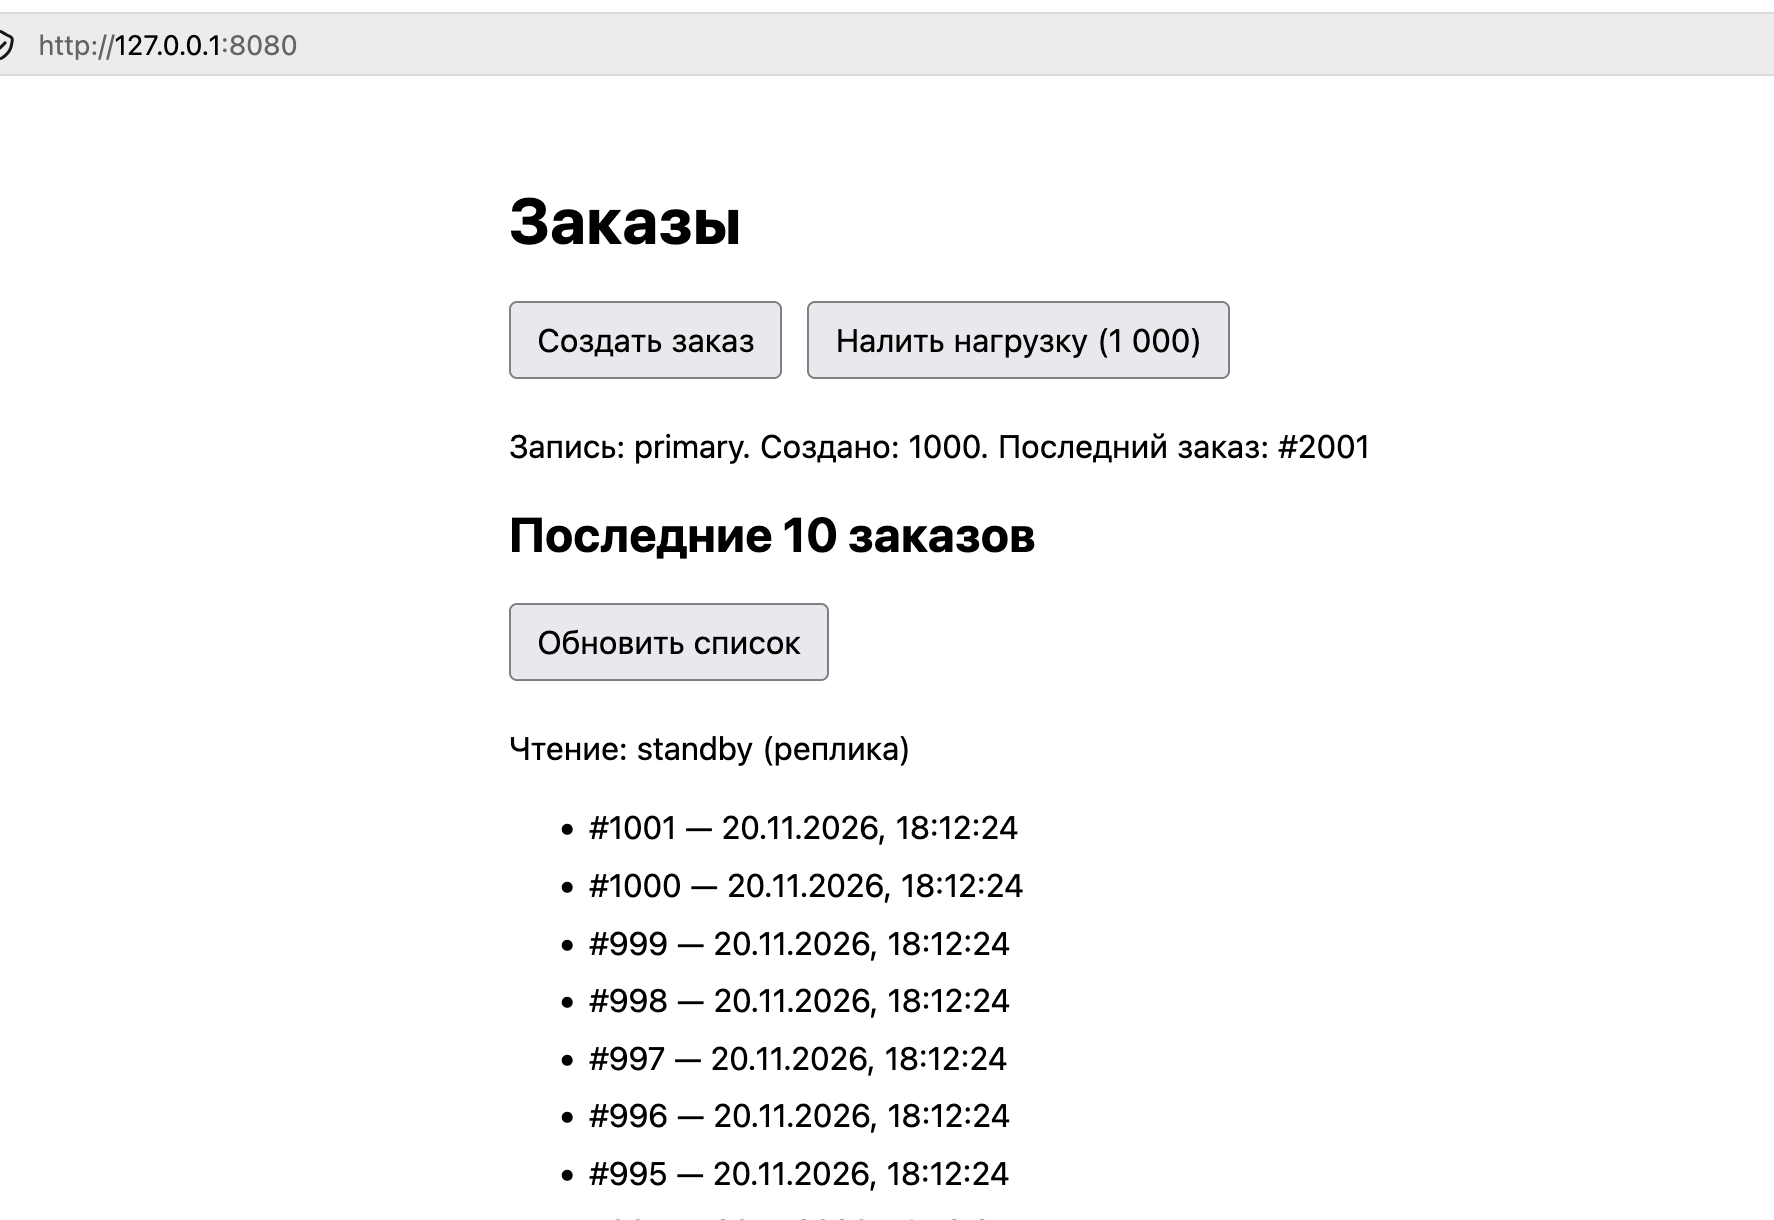 http://127.0.0.1:8080
Заказы
Создать заказ
Налить нагрузку (1 000)
Запись: primary. Создано: 1000. Последний заказ: #2001
Последние 10 заказов
Обновить список
Чтение: standby (реплика)
• #1001 — 20.11.2026, 18:12:24
• #1000 — 20.11.2026, 18:12:24
• #999 — 20.11.2026, 18:12:24
• #998 — 20.11.2026, 18:12:24
• #997 — 20.11.2026, 18:12:24
• #996 — 20.11.2026, 18:12:24
• #995 — 20.11.2026, 18:12:24